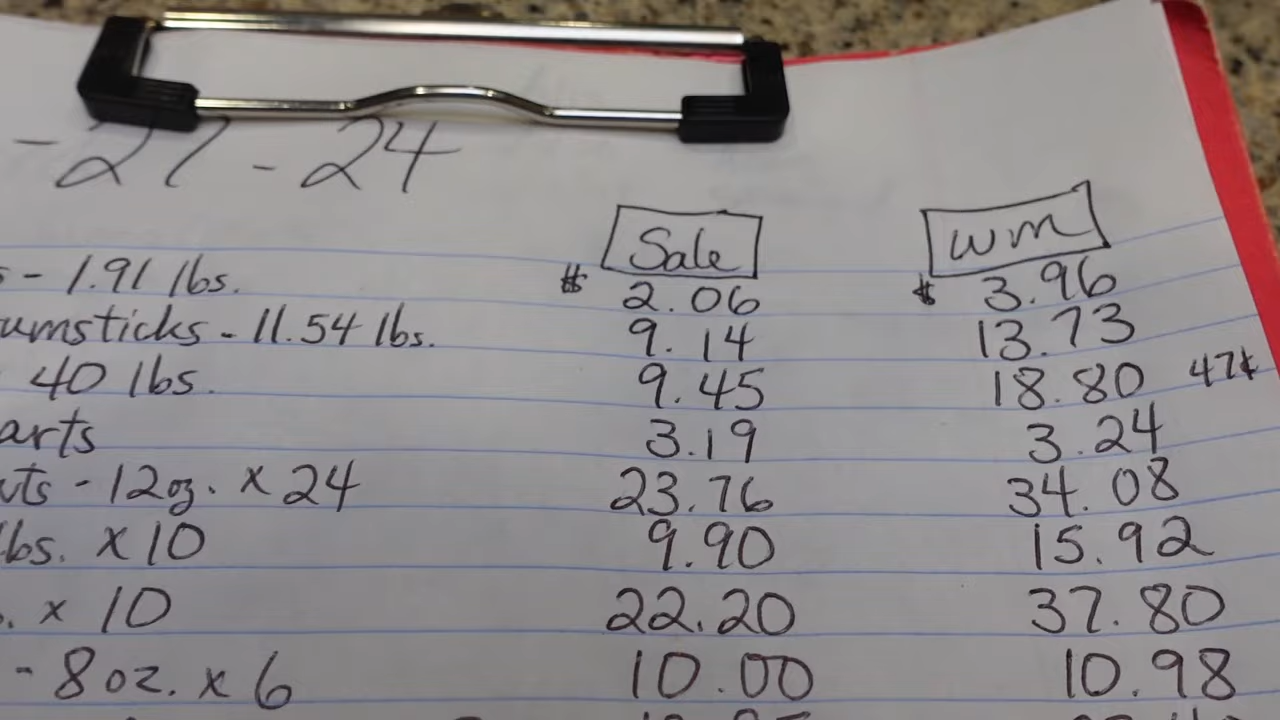 -27-24
Sale WM
s - 1.91 lbs. $ 2.06 $ 3.96
umsticks - 11.54 lbs. 9.14 13.73
40 lbs. 9.45 18.80 47¢
arts 3.19 3.24
uts - 12oz. x 24 23.76 34.08
lbs. x 10 9.90 15.92
. x 10 22.20 37.80
- 8 oz. x 6 10.00 10.98